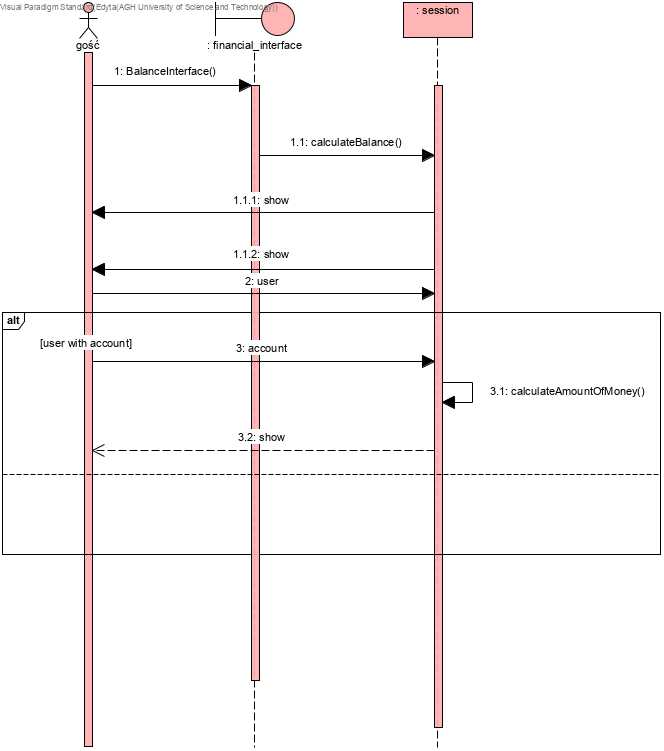 Visual Paradigm Standard(Edyta(AGH University of Science and Technology))
gość
: financial_interface
: session
1: BalanceInterface()
1.1: calculateBalance()
1.1.1: show
1.1.2: show
2: user
alt
[user with account]
3: account
3.1: calculateAmountOfMoney()
3.2: show